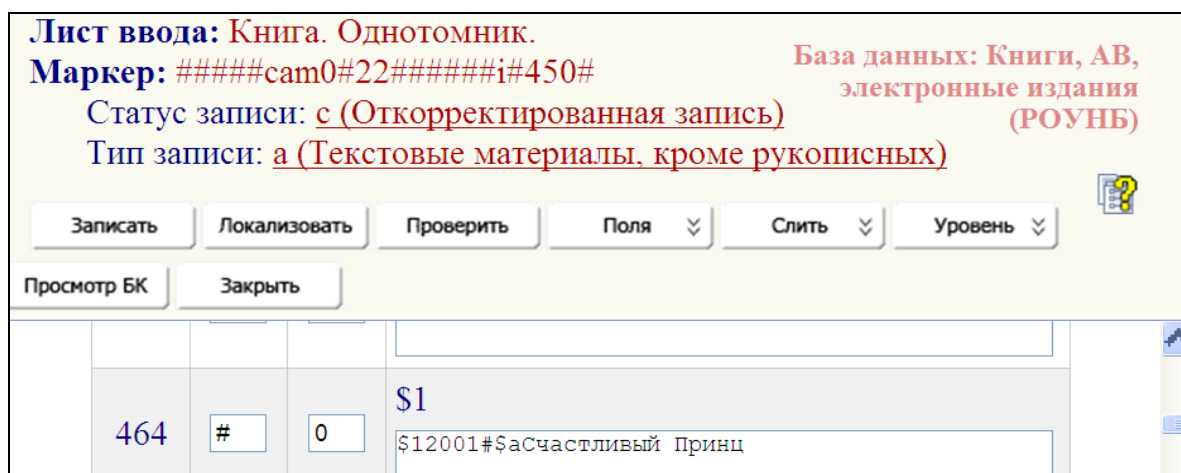 Лист ввода: Книга. Однотомник.
Маркер: #####cam0#22######i#450#
База данных: Книги, АВ,
электронные издания
(РОУНБ)
Статус записи: c (Откорректированная запись)
Тип записи: a (Текстовые материалы, кроме рукописных)
Записать Локализовать Проверить Поля Слить Уровень
Просмотр БК Закрыть
$1
464 # 0
$12001#$aСчастливый Принц